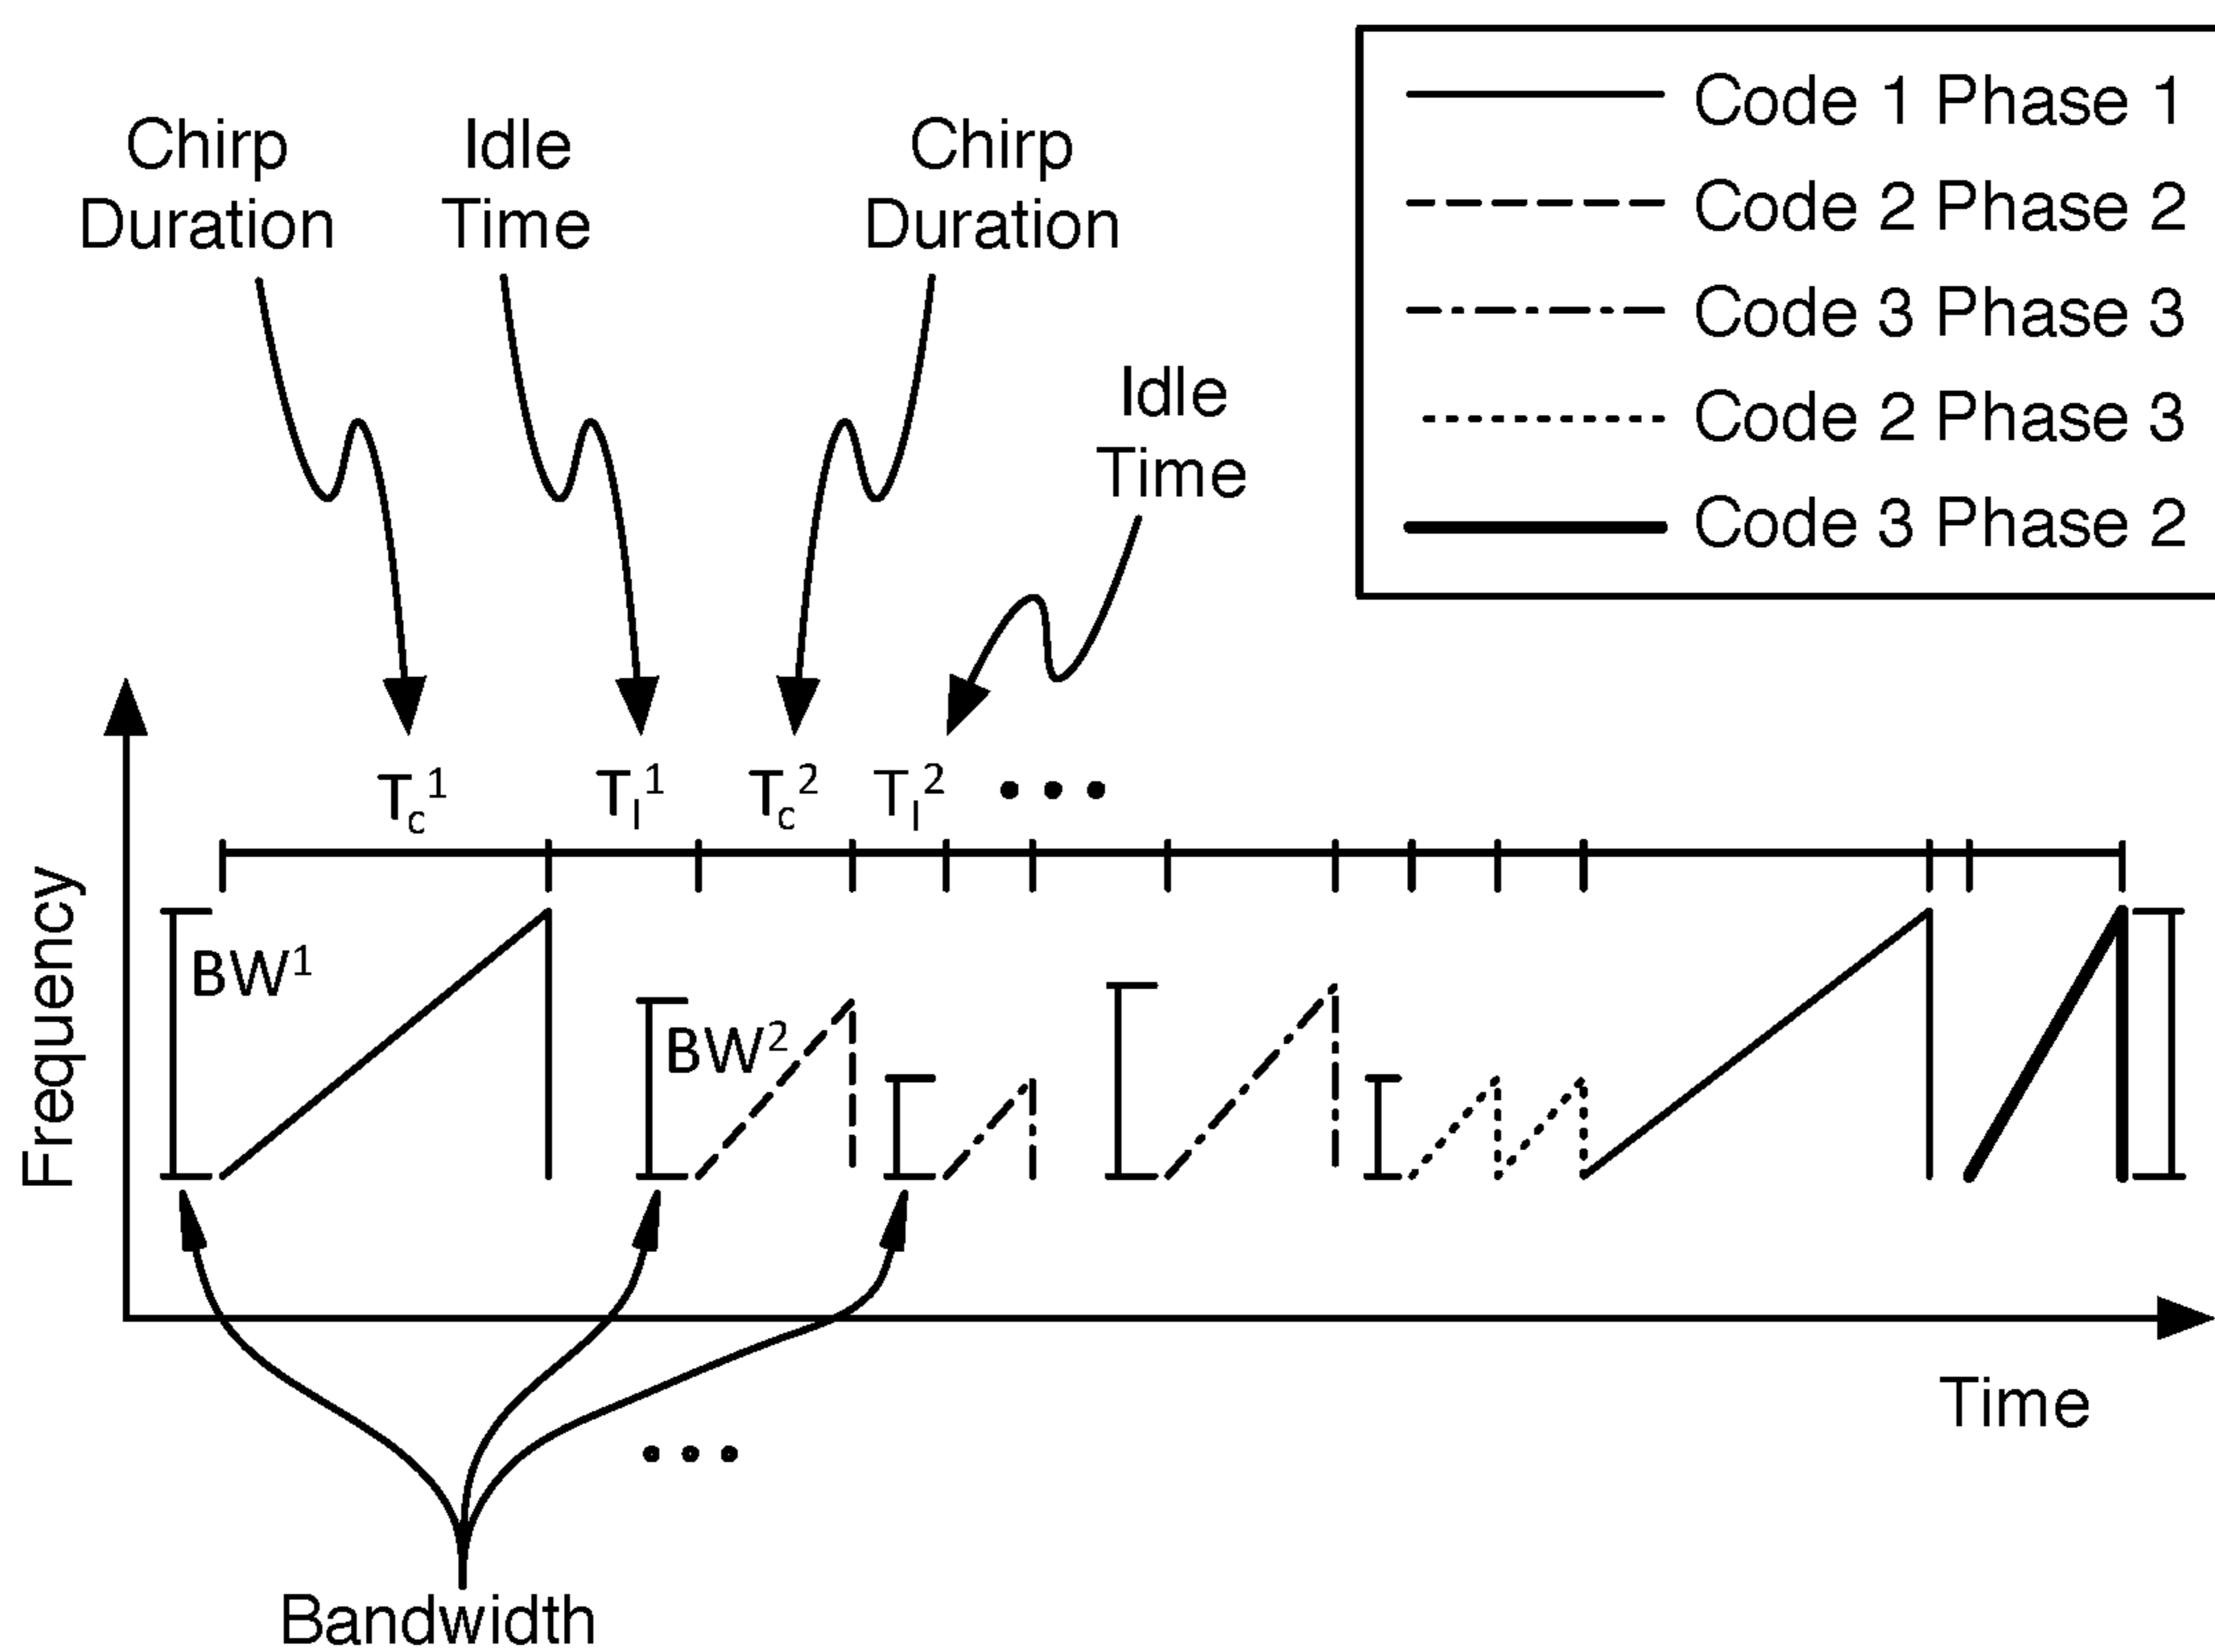 Code 1 Phase 1
Code 2 Phase 2
Code 3 Phase 3
Code 2 Phase 3
Code 3 Phase 2
Chirp
Duration
Idle
Time
Chirp
Duration
Idle
Time
Tc¹ TI¹ Tc² TI² •••
Frequency
BW¹
BW²
Time
•••
Bandwidth